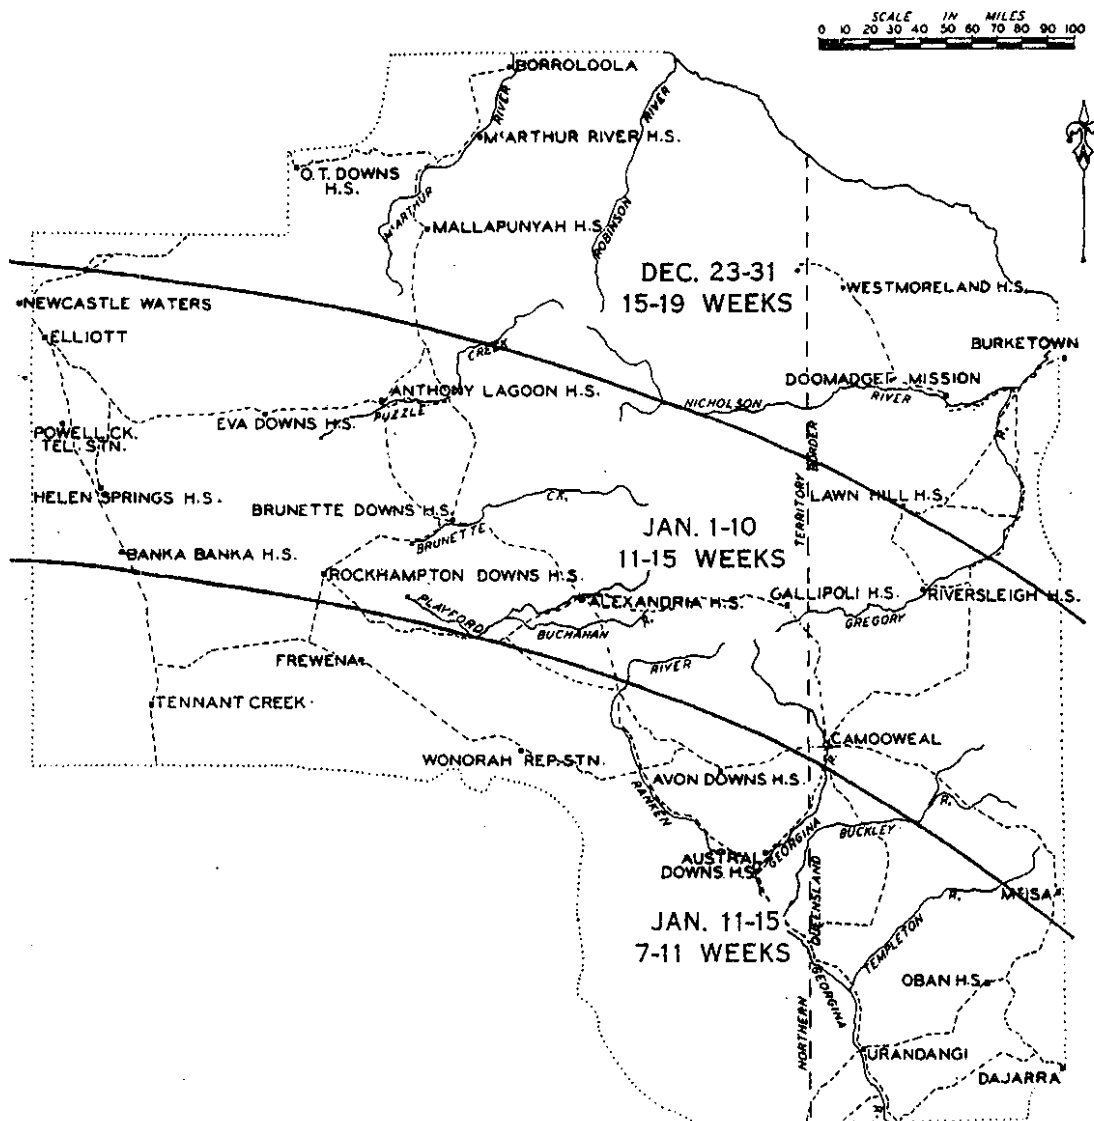 SCALE IN MILES
0 10 20 30 40 50 60 70 80 90 100
BORROLOOLA
RIVER
RIVER
McARTHUR RIVER H.S.
O.T. DOWNS
H.S.
McARTHUR
MALLAPUNYAH H.S.
ROBINSON
DEC. 23-31
15-19 WEEKS
WESTMORELAND H.S.
NEWCASTLE WATERS
ELLIOTT
CREEK
BURKETOWN
DOOMADGEE MISSION
ANTHONY LAGOON H.S.
NICHOLSON
RIVER
PUZZLE
EVA DOWNS H.S.
POWELL CK.
TEL. STN.
R.
BORDER
HELEN SPRINGS H.S.
CK.
LAWN HILL H.S.
BRUNETTE DOWNS H.S.
TERRITORY
BRUNETTE
JAN. 1-10
11-15 WEEKS
BANKA BANKA H.S.
ROCKHAMPTON DOWNS H.S.
PLAYFORD
ALEXANDRIA H.S.
GALLIPOLI H.S.
RIVERSLEIGH H.S.
R.
GREGORY
BUCHAHAN
FREWENA
RIVER
TENNANT CREEK
CAMOOWEAL
WONORAH REP. STN.
R.
AVON DOWNS H.S.
RANKEN
R.
BUCKLEY
GEORGINA
AUSTRAL
DOWNS H.S.
QUEENSLAND
R.
MT ISA
JAN. 11-15
7-11 WEEKS
TEMPLETON
GEORGINA
OBAN H.S.
NORTHERN
URANDANGI
DAJARRA
R.